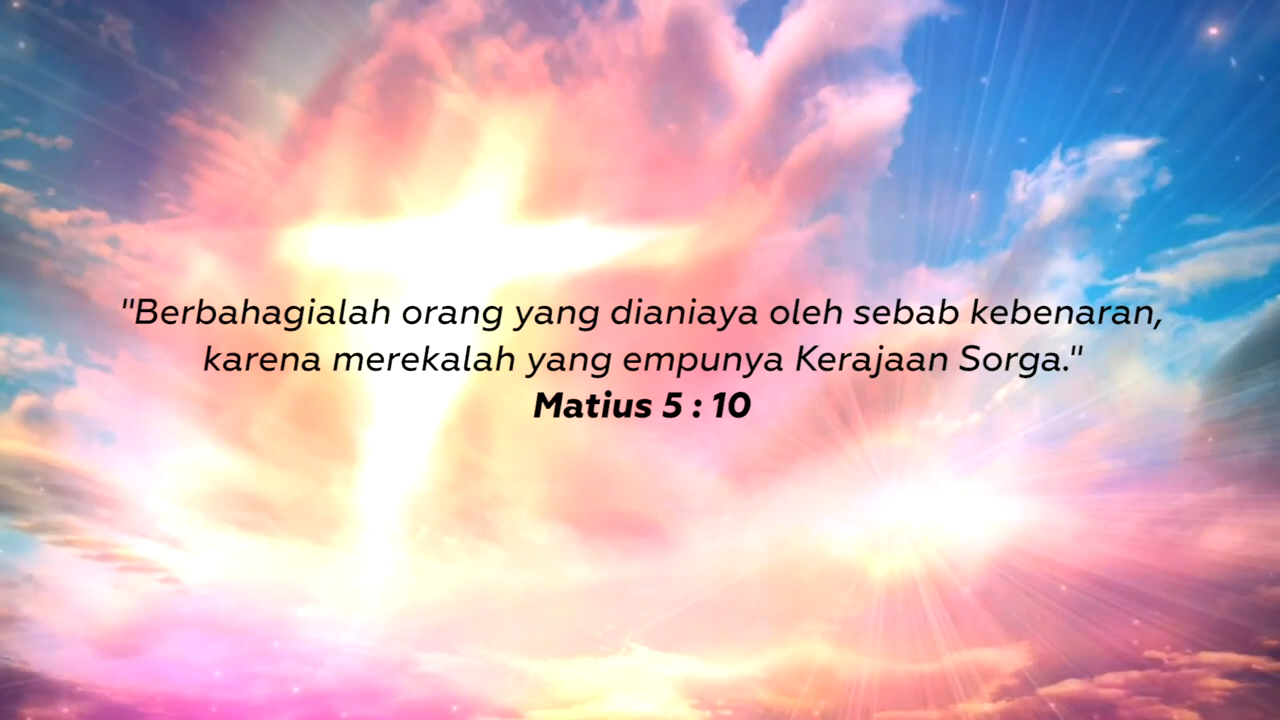 "Berbahagialah orang yang dianiaya oleh sebab kebenaran,
karena merekalah yang empunya Kerajaan Sorga."
Matius 5 : 10